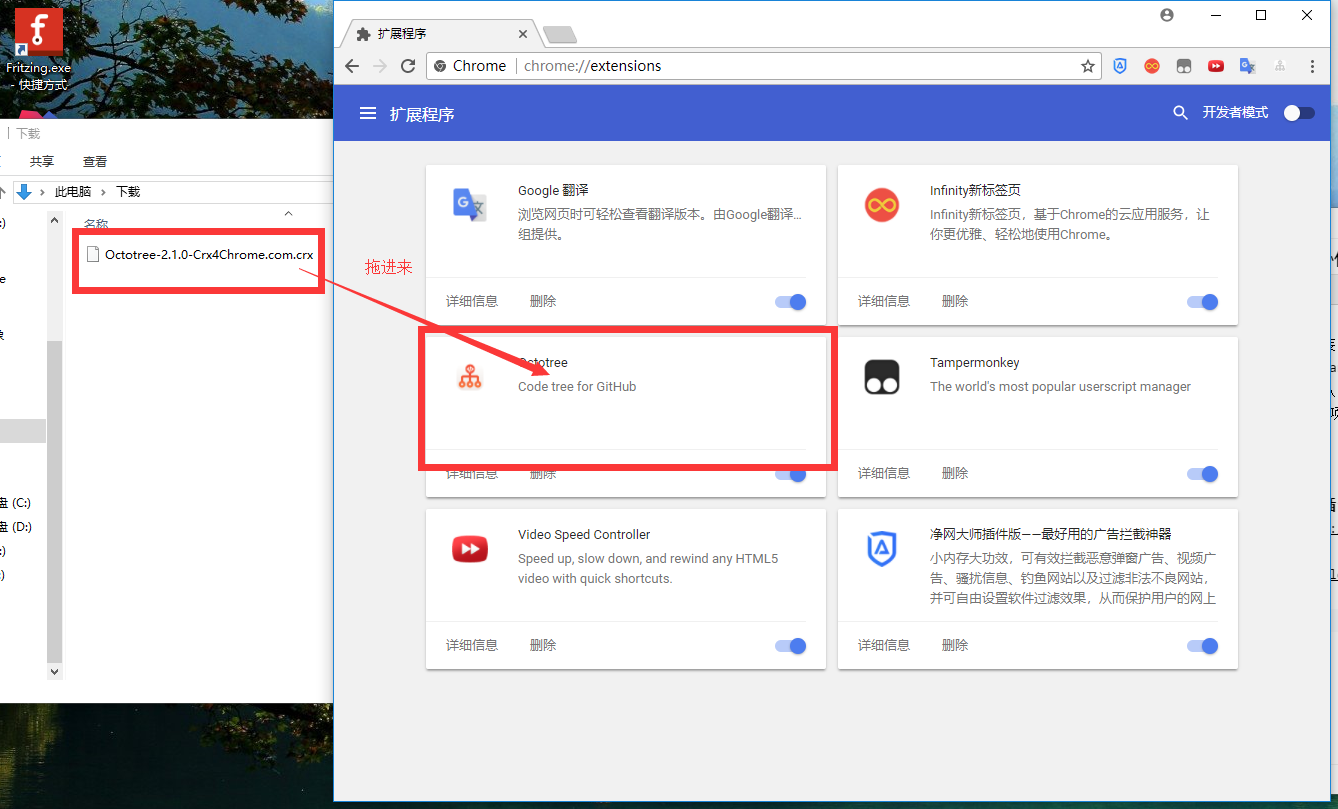 Fritzing.exe
- 快捷方式
下载
共享
查看
此电脑
下载
名称
Octotree-2.1.0-Crx4Chrome.com.crx
盘 (C:)
盘 (D:)
拖进来
扩展程序
Chrome
chrome://extensions
扩展程序
开发者模式
Google 翻译
浏览网页时可轻松查看翻译版本。由Google翻译...
组提供。
详细信息
删除
Infinity新标签页
Infinity新标签页，基于Chrome的云应用服务，让
你更优雅、轻松地使用Chrome。
详细信息
删除
Octotree
Code tree for GitHub
详细信息
删除
Tampermonkey
The world's most popular userscript manager
详细信息
删除
Video Speed Controller
Speed up, slow down, and rewind any HTML5
video with quick shortcuts.
详细信息
删除
净网大师插件版——最好用的广告拦截神器
小内存大功效，可有效拦截恶意弹窗广告、视频广
告、骚扰信息、钓鱼网站以及过滤非法不良网站，
并可自由设置软件过滤效果，从而保护用户的网上
详细信息
删除